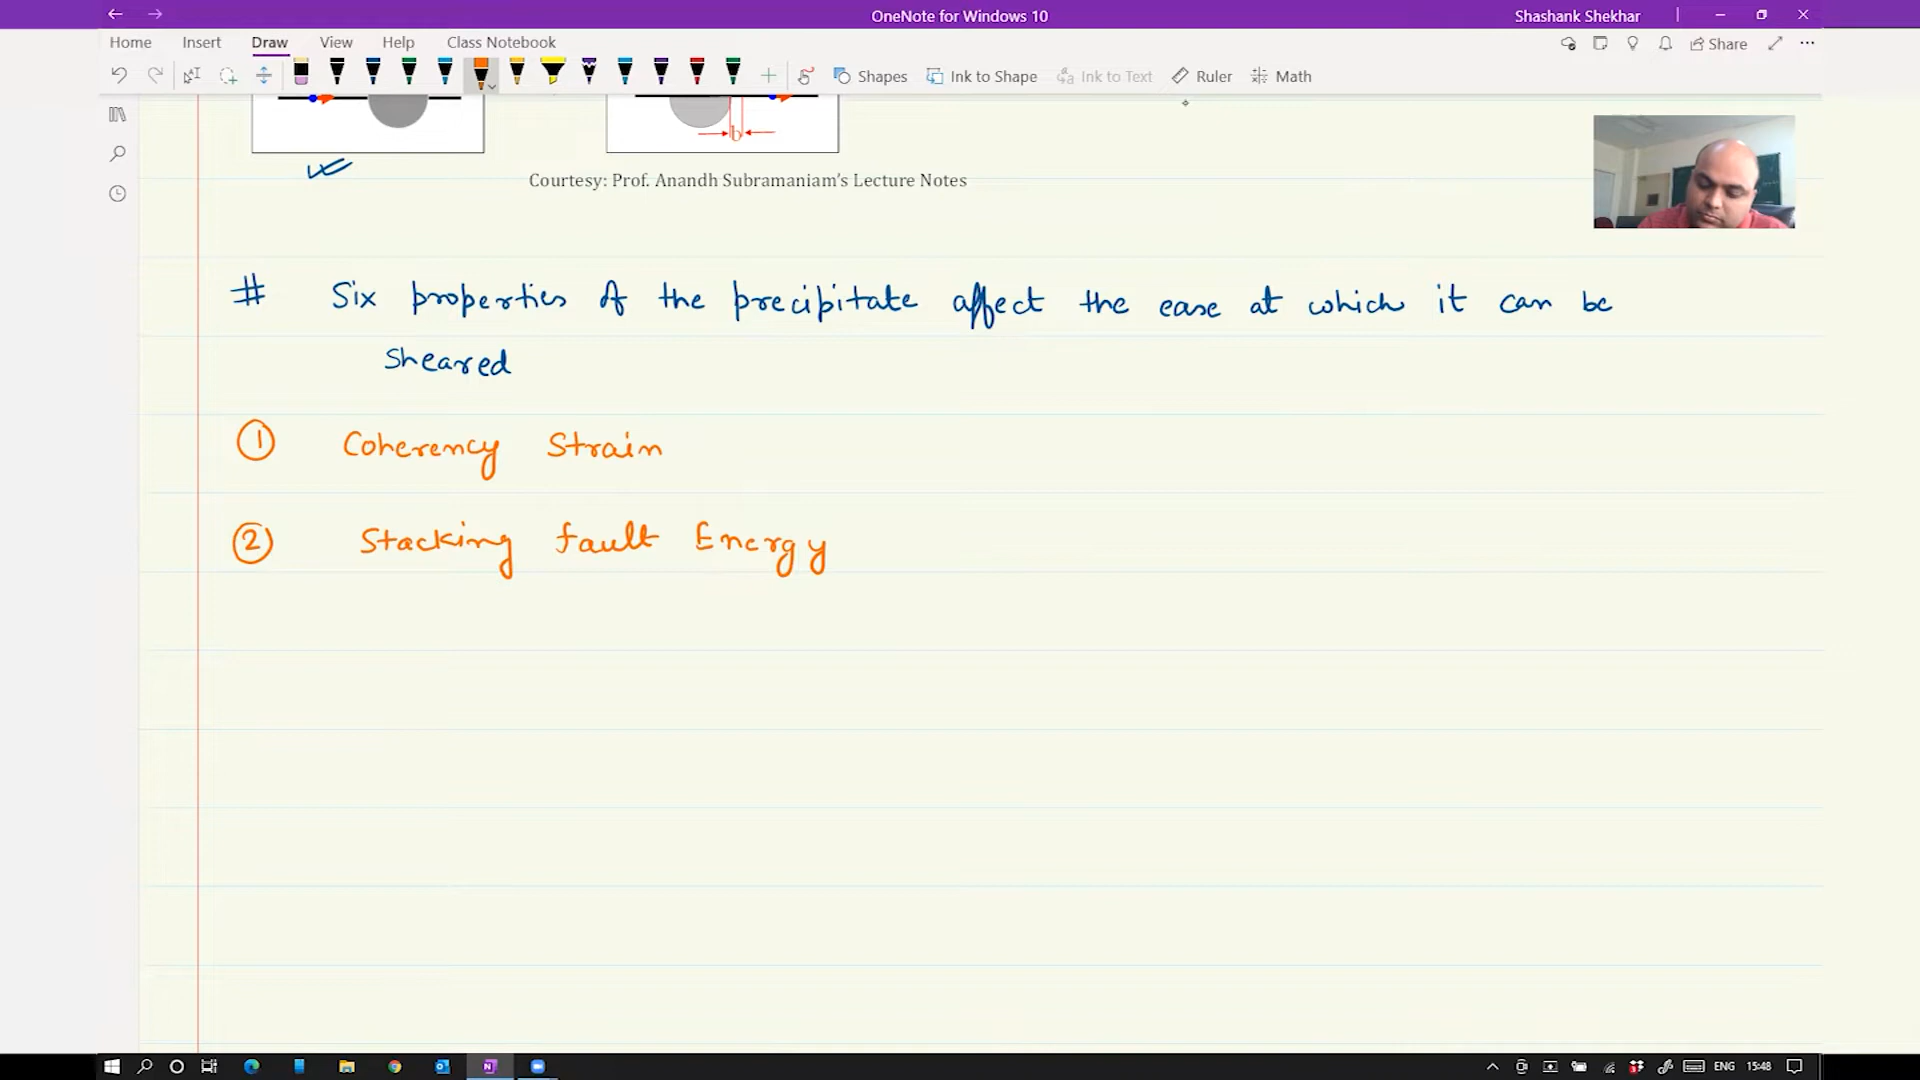 OneNote for Windows 10
Shashank Shekhar
Home Insert Draw View Help Class Notebook
Share
Shapes Ink to Shape Ink to Text Ruler Math
b
Courtesy: Prof. Anandh Subramaniam's Lecture Notes
# Six properties of the precipitate affect the ease at which it can be
sheared
① Coherency Strain
② Stacking fault Energy
ENG 15:48